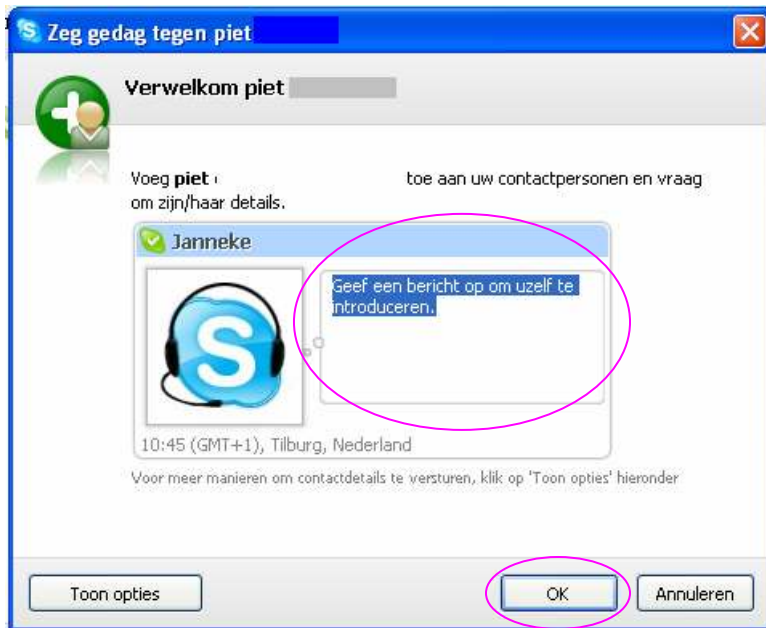 Zeg gedag tegen piet
Verwelkom piet
Voeg piet toe aan uw contactpersonen en vraag
om zijn/haar details.
Janneke
Geef een bericht op om uzelf te
introduceren.
S
10:45 (GMT+1), Tilburg, Nederland
Voor meer manieren om contactdetails te versturen, klik op 'Toon opties' hieronder
Toon opties OK Annuleren